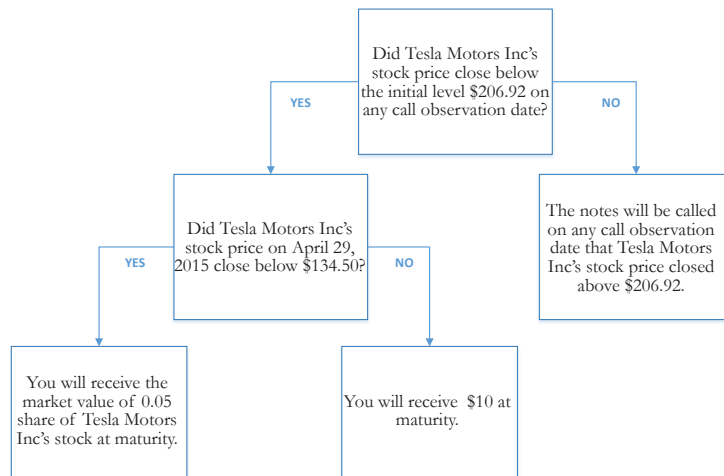 Did Tesla Motors Inc's
stock price close below
the initial level $206.92 on
any call observation date?
YES
NO
Did Tesla Motors Inc's
stock price on April 29,
2015 close below $134.50?
The notes will be called
on any call observation
date that Tesla Motors
Inc's stock price closed
above $206.92.
YES
NO
You will receive the
market value of 0.05
share of Tesla Motors
Inc's stock at maturity.
You will receive $10 at
maturity.